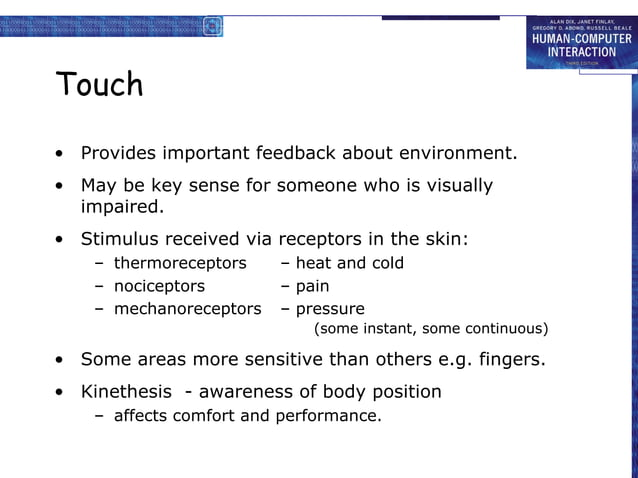 ALAN DIX, JANET FINLAY,
GREGORY D. ABOWD, RUSSELL BEALE
HUMAN-COMPUTER
INTERACTION
THIRD EDITION
Touch
• Provides important feedback about environment.
• May be key sense for someone who is visually
impaired.
• Stimulus received via receptors in the skin:
– thermoreceptors – heat and cold
– nociceptors – pain
– mechanoreceptors – pressure
(some instant, some continuous)
• Some areas more sensitive than others e.g. fingers.
• Kinethesis - awareness of body position
– affects comfort and performance.